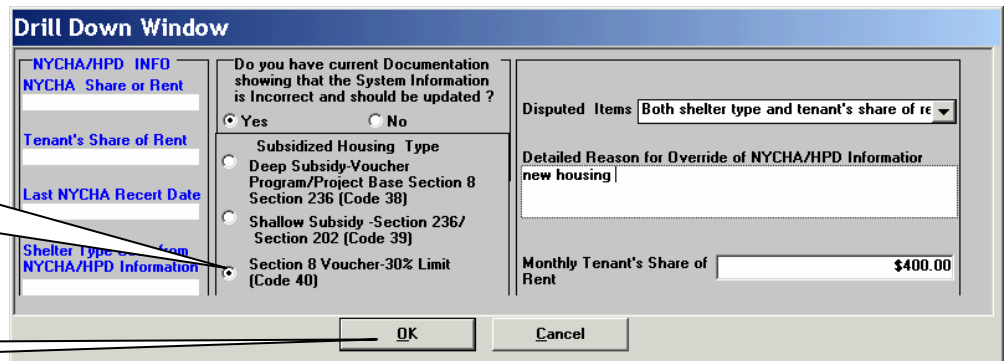 Drill Down Window
NYCHA/HPD INFO
NYCHA Share or Rent
Tenant's Share of Rent
Last NYCHA Recert Date
Shelter Type
NYCHA/HPD Information
Do you have current Documentation
showing that the System Information
is Incorrect and should be updated ?
Yes No
Subsidized Housing Type
Deep Subsidy-Voucher
Program/Project Base Section 8
Section 236 (Code 38)
Shallow Subsidy -Section 236/
Section 202 (Code 39)
Section 8 Voucher-30% Limit
(Code 40)
Disputed Items Both shelter type and tenant's share of re
Detailed Reason for Override of NYCHA/HPD Informatior
new housing
Monthly Tenant's Share of $400.00
Rent
OK Cancel